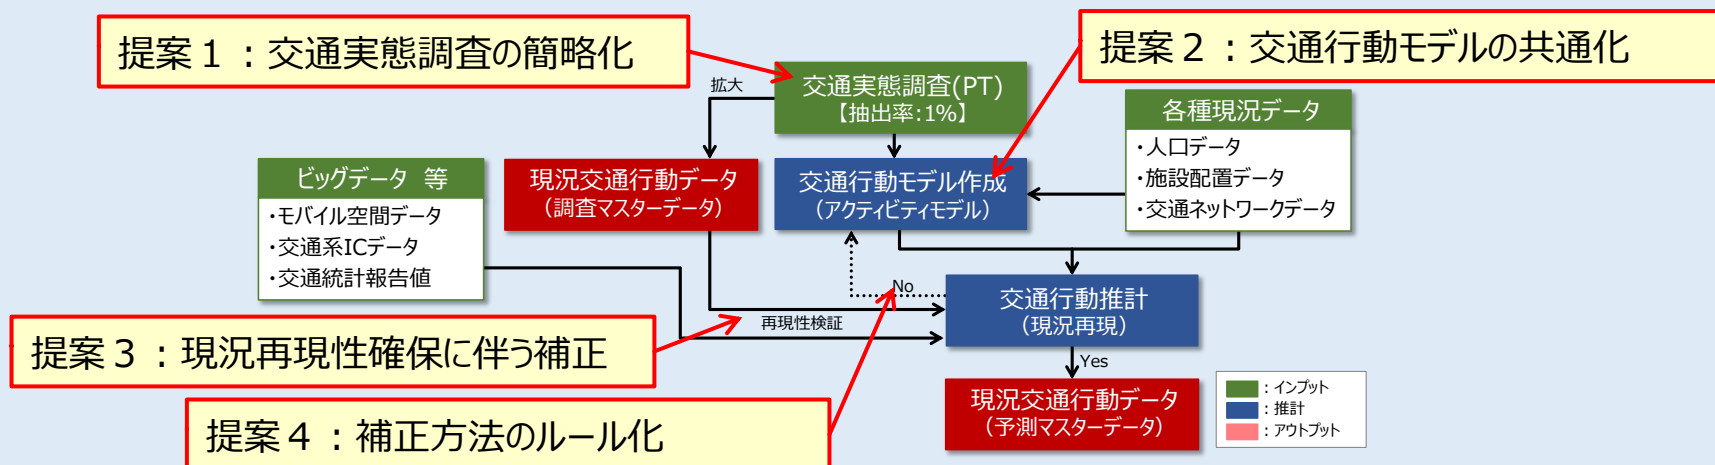 提案１：交通実態調査の簡略化
提案２：交通行動モデルの共通化
拡大
交通実態調査(PT)
【抽出率:1%】
各種現況データ
・人口データ
・施設配置データ
・交通ネットワークデータ
ビッグデータ 等
・モバイル空間データ
・交通系ICデータ
・交通統計報告値
現況交通行動データ
（調査マスターデータ）
交通行動モデル作成
（アクティビティモデル）
No
交通行動推計
（現況再現）
再現性検証
提案３：現況再現性確保に伴う補正
Yes
現況交通行動データ
（予測マスターデータ）
：インプット
：推計
：アウトプット
提案４：補正方法のルール化